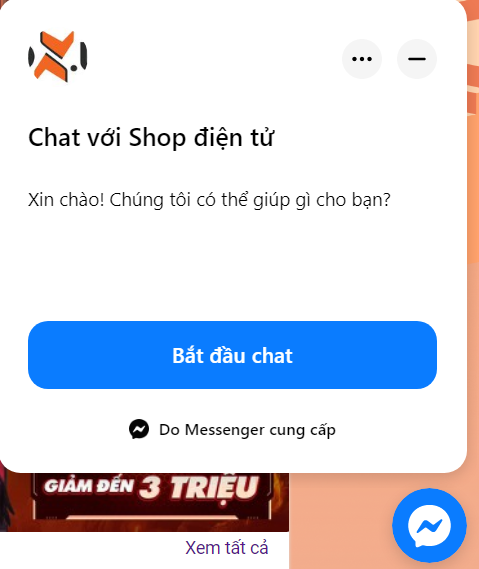 Chat với Shop điện tử
Xin chào! Chúng tôi có thể giúp gì cho bạn?
Bắt đầu chat
Do Messenger cung cấp
GIẢM ĐẾN 3 TRIỆU
Xem tất cả